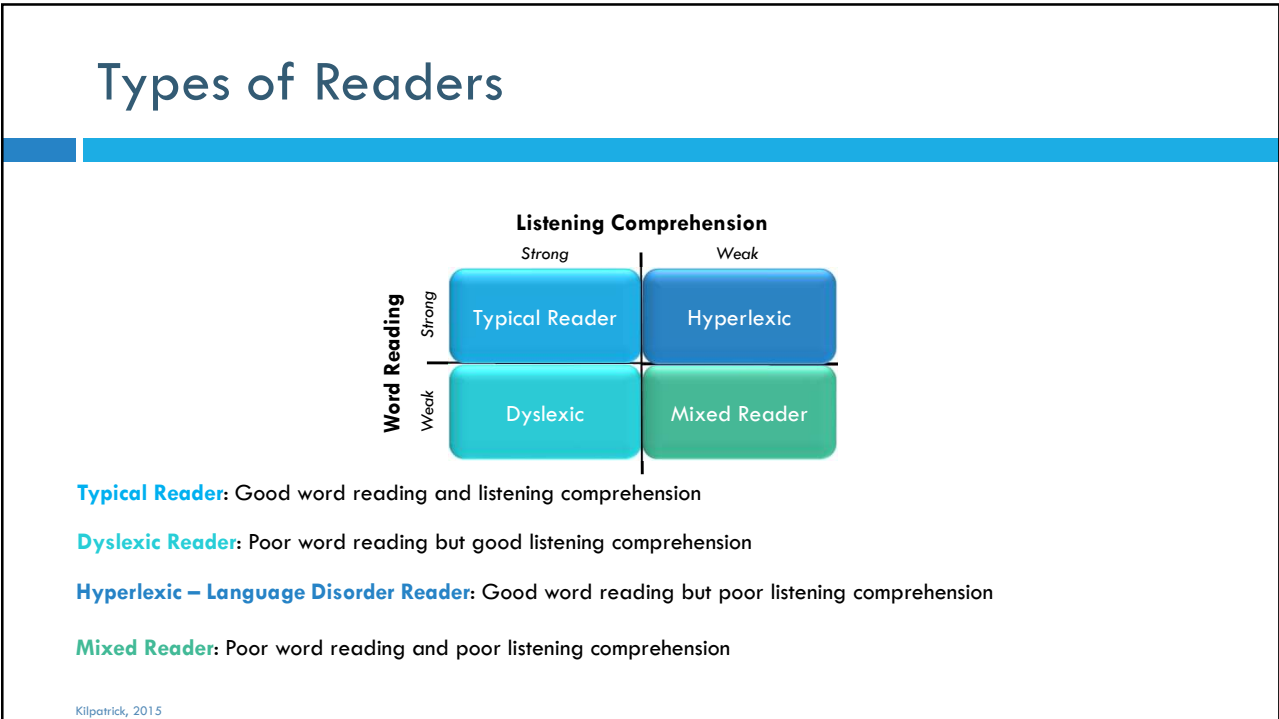 Types of Readers
Listening Comprehension
Strong Weak
Word Reading
Strong
Typical Reader Hyperlexic
Weak
Dyslexic Mixed Reader
Typical Reader: Good word reading and listening comprehension
Dyslexic Reader: Poor word reading but good listening comprehension
Hyperlexic – Language Disorder Reader: Good word reading but poor listening comprehension
Mixed Reader: Poor word reading and poor listening comprehension
Kilpatrick, 2015